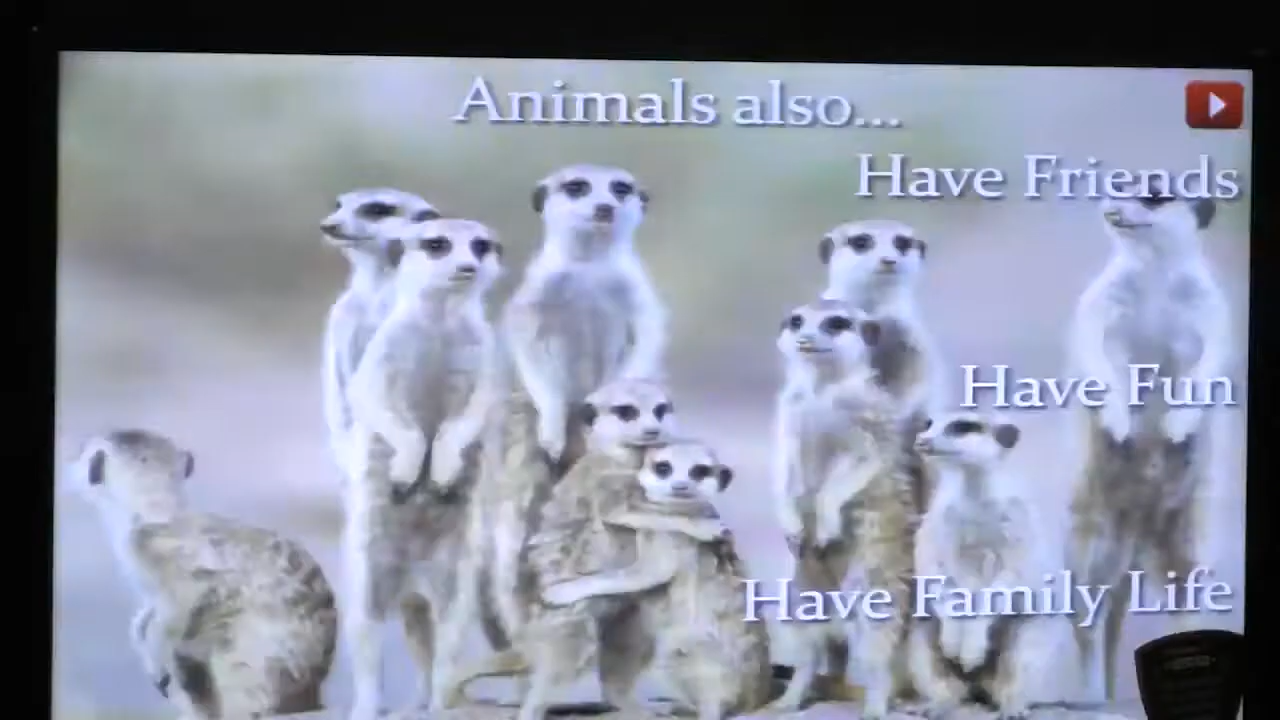 Animals also...
Have Friends
Have Fun
Have Family Life